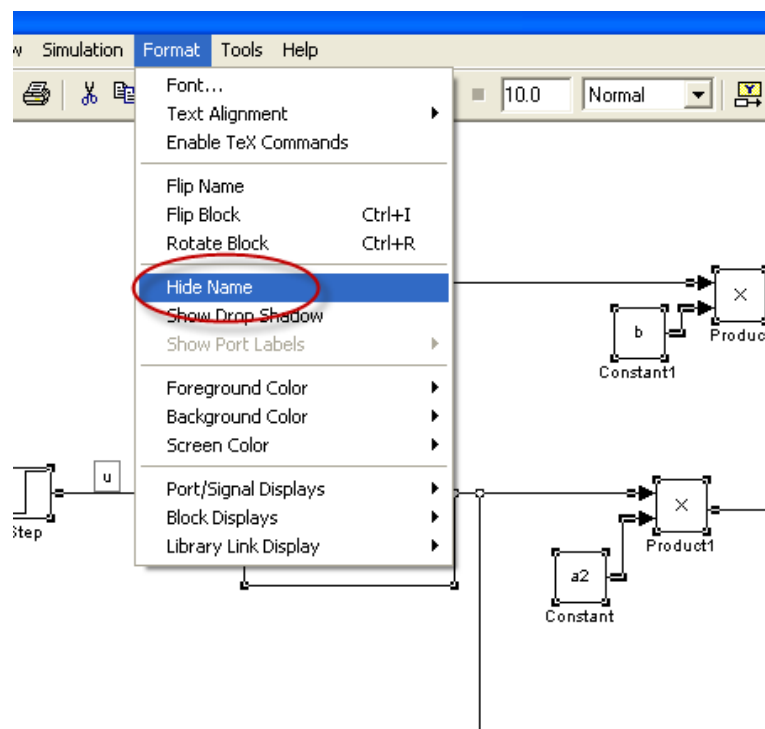 w Simulation Format Tools Help
10.0 Normal Y
Font...
Text Alignment
Enable TeX Commands
Flip Name
Flip Block Ctrl+I
Rotate Block Ctrl+R
Hide Name
Show Drop Shadow
Show Port Labels
Foreground Color
Background Color
Screen Color
Port/Signal Displays
Block Displays
Library Link Display
×
b
Produc
Constant1
u
Step
×
Product1
a2
Constant